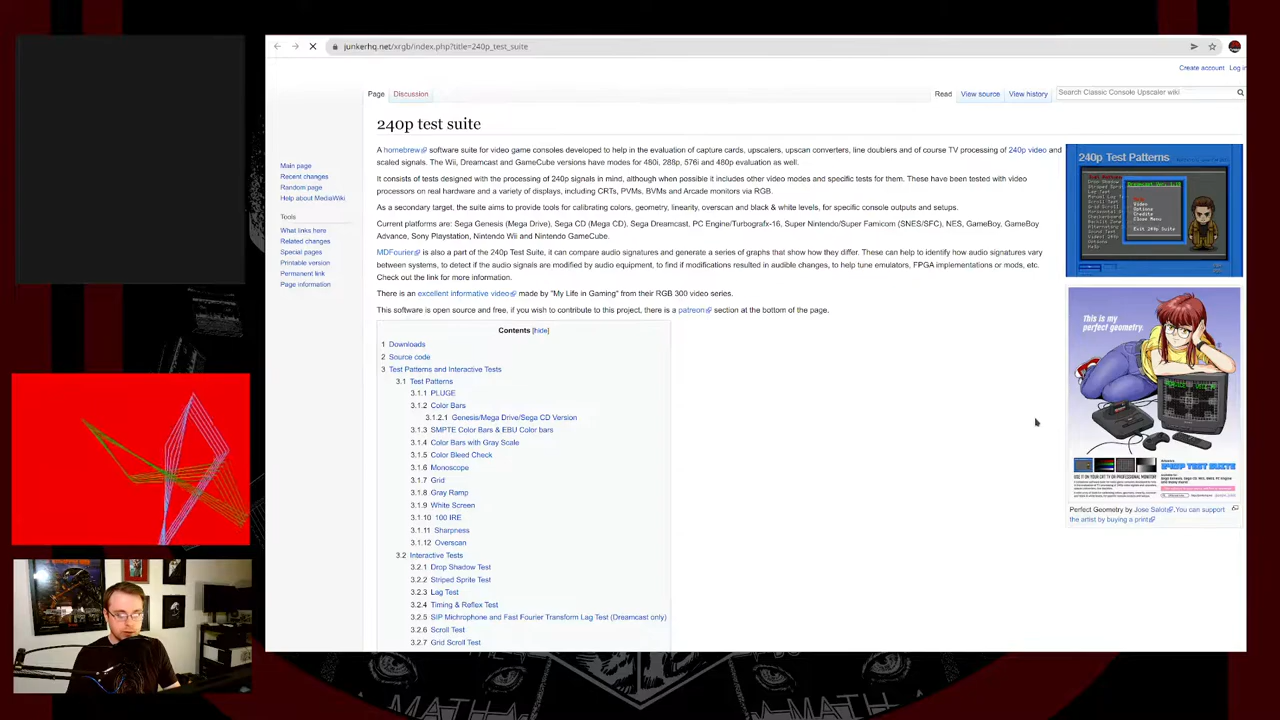 junkerhq.net/xrgb/index.php?title=240p_test_suite
Create account Log in
Page Discussion Read View source View history Search Classic Console Upscaler wiki
240p test suite
A homebrew software suite for video game consoles developed to help in the evaluation of capture cards, upscalers, upscan converters, line doublers and of course TV processing of 240p video and
scaled signals. The Wii, Dreamcast and GameCube versions have modes for 480i, 288p, 576i and 480p evaluation as well.
It consists of tests designed with the processing of 240p signals in mind, although when possible it includes other video modes and specific tests for them. These have been tested with video
processors on real hardware and a variety of displays, including CRTs, PVMs, BVMs and Arcade monitors via RGB.
As a secondary target, the suite aims to provide tools for calibrating colors, geometry, linearity, overscan and black & white levels, for specific console outputs and setups.
Current platforms are: Sega Genesis (Mega Drive), Sega CD (Mega CD), Sega Dreamcast, PC Engine/Turbografx-16, Super Nintendo/Super Famicom (SNES/SFC), NES, GameBoy, GameBoy
Advance, Sony Playstation, Nintendo Wii and Nintendo GameCube.
MDFourier is also a part of the 240p Test Suite, it can compare audio signatures and generate a series of graphs that show how they differ. These can help to identify how audio signatures vary
between systems, to detect if the audio signals are modified by audio equipment, to find if modifications resulted in audible changes, to help tune emulators, FPGA implementations or mods, etc.
Check out the link for more information.
There is an excellent informative video made by "My Life in Gaming" from their RGB 300 video series.
This software is open source and free, if you wish to contribute to this project, there is a patreon section at the bottom of the page.
Main page
Recent changes
Random page
Help about MediaWiki
Tools
What links here
Related changes
Special pages
Printable version
Permanent link
Page information
Contents [hide]
1 Downloads
2 Source code
3 Test Patterns and Interactive Tests
3.1 Test Patterns
3.1.1 PLUGE
3.1.2 Color Bars
3.1.2.1 Genesis/Mega Drive/Sega CD Version
3.1.3 SMPTE Color Bars & EBU Color bars
3.1.4 Color Bars with Gray Scale
3.1.5 Color Bleed Check
3.1.6 Monoscope
3.1.7 Grid
3.1.8 Gray Ramp
3.1.9 White Screen
3.1.10 100 IRE
3.1.11 Sharpness
3.1.12 Overscan
3.2 Interactive Tests
3.2.1 Drop Shadow Test
3.2.2 Striped Sprite Test
3.2.3 Lag Test
3.2.4 Timing & Reflex Test
3.2.5 SIP Michrophone and Fast Fourier Transform Lag Test (Dreamcast only)
3.2.6 Scroll Test
3.2.7 Grid Scroll Test
240p Test Patterns
this is my
perfect geometry.
240P TEST SUITE
Perfect Geometry by Jose Salot .You can support
the artist by buying a print